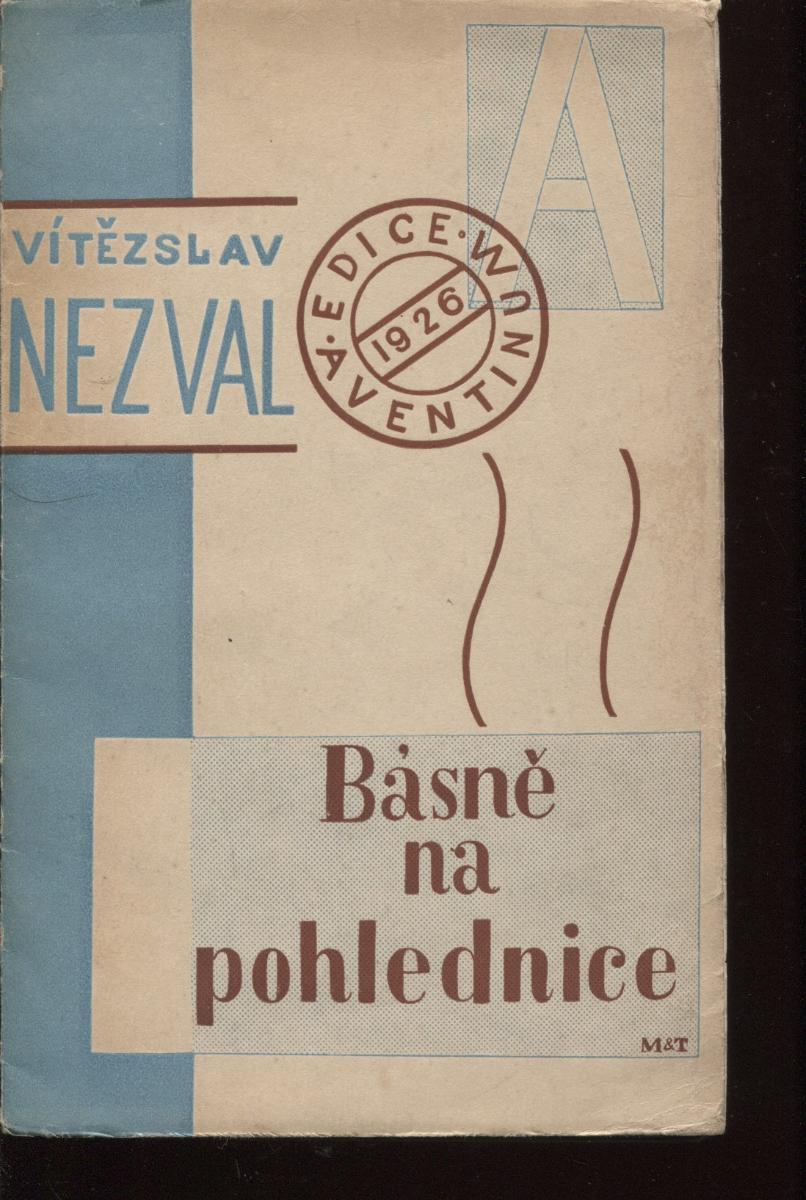 A
VÍTĚZSLAV
NEZVAL
EDICE · AVENTINUM ·
1926
Básně
na
pohlednice
M&T